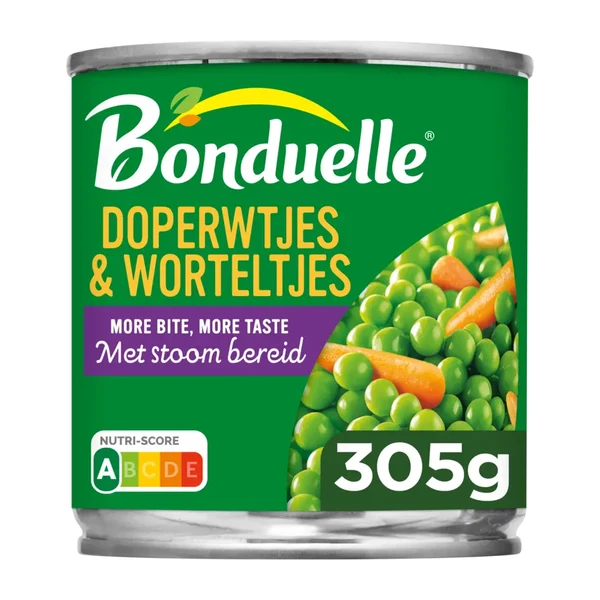 Bonduelle®
DOPERWTJES
& WORTELTJES
MORE BITE, MORE TASTE
Met stoom bereid
NUTRI-SCORE
A B C D E
305g